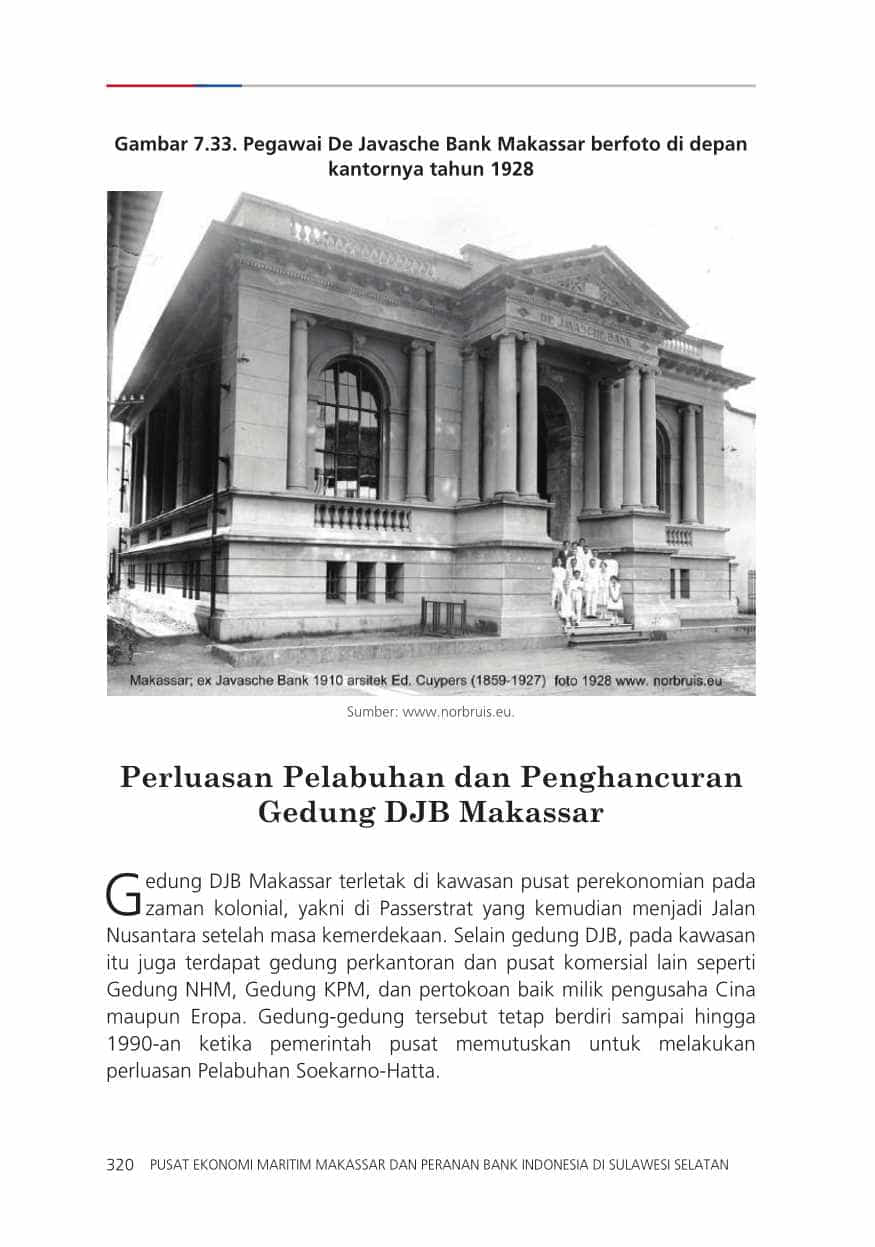 Gambar 7.33. Pegawai De Javasche Bank Makassar berfoto di depan
kantornya tahun 1928
DE JAVASCHE BANK
Makassar; ex Javasche Bank 1910 arsitek Ed. Cuypers (1859-1927) foto 1928 www. norbruis.eu
Sumber: www.norbruis.eu.
Perluasan Pelabuhan dan Penghancuran
Gedung DJB Makassar
Gedung DJB Makassar terletak di kawasan pusat perekonomian pada
zaman kolonial, yakni di Passerstrat yang kemudian menjadi Jalan
Nusantara setelah masa kemerdekaan. Selain gedung DJB, pada kawasan
itu juga terdapat gedung perkantoran dan pusat komersial lain seperti
Gedung NHM, Gedung KPM, dan pertokoan baik milik pengusaha Cina
maupun Eropa. Gedung-gedung tersebut tetap berdiri sampai hingga
1990-an ketika pemerintah pusat memutuskan untuk melakukan
perluasan Pelabuhan Soekarno-Hatta.
320 PUSAT EKONOMI MARITIM MAKASSAR DAN PERANAN BANK INDONESIA DI SULAWESI SELATAN